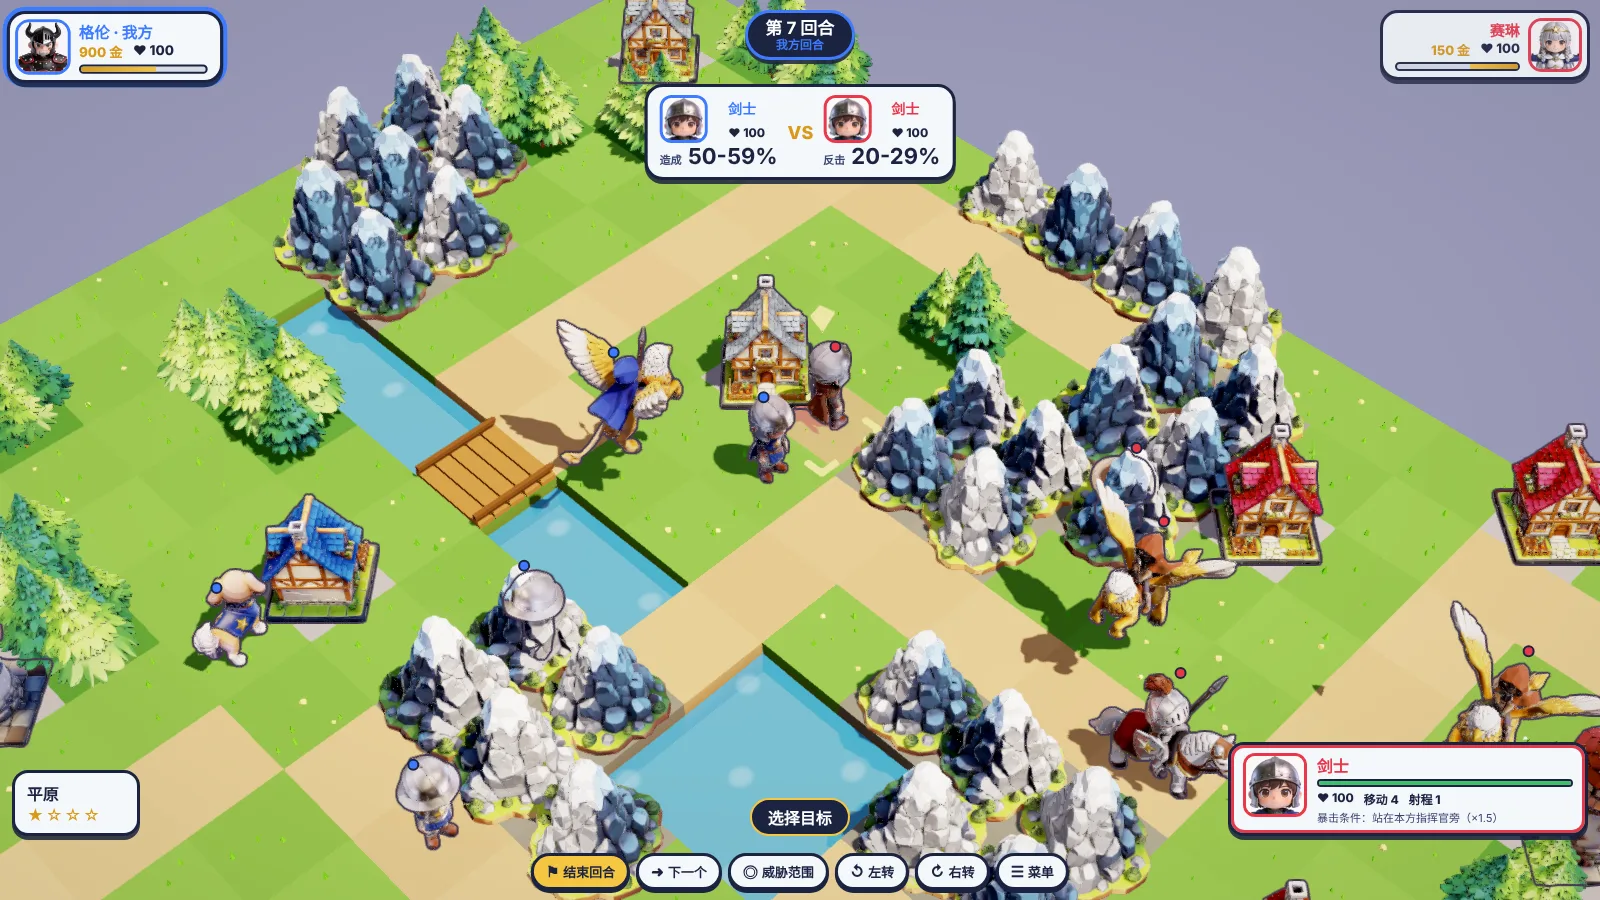 格伦 · 我方
900 金 ♥ 100
第 7 回合
我方回合
赛琳
150 金 ♥ 100
剑士
♥ 100
造成 50-59%
VS
剑士
♥ 100
反击 20-29%
平原
★ ☆ ☆ ☆
选择目标
剑士
♥ 100 移动 4 射程 1
暴击条件：站在本方指挥官旁（×1.5）
结束回合
下一个
威胁范围
左转
右转
菜单